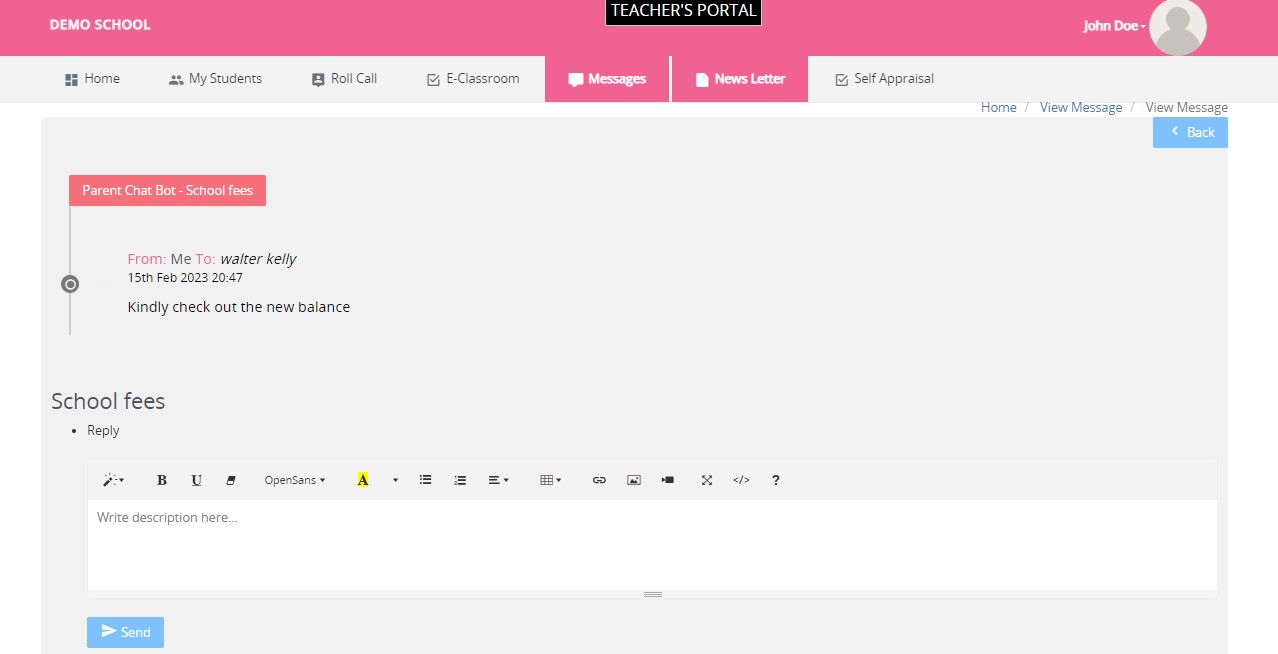 DEMO SCHOOL
TEACHER'S PORTAL
John Doe
Home
My Students
Roll Call
E-Classroom
Messages
News Letter
Self Appraisal
Home / View Message / View Message
Back
Parent Chat Bot - School fees
From: Me To: walter kelly
15th Feb 2023 20:47
Kindly check out the new balance
School fees
• Reply
B U OpenSans A </> ?
Write description here...
Send